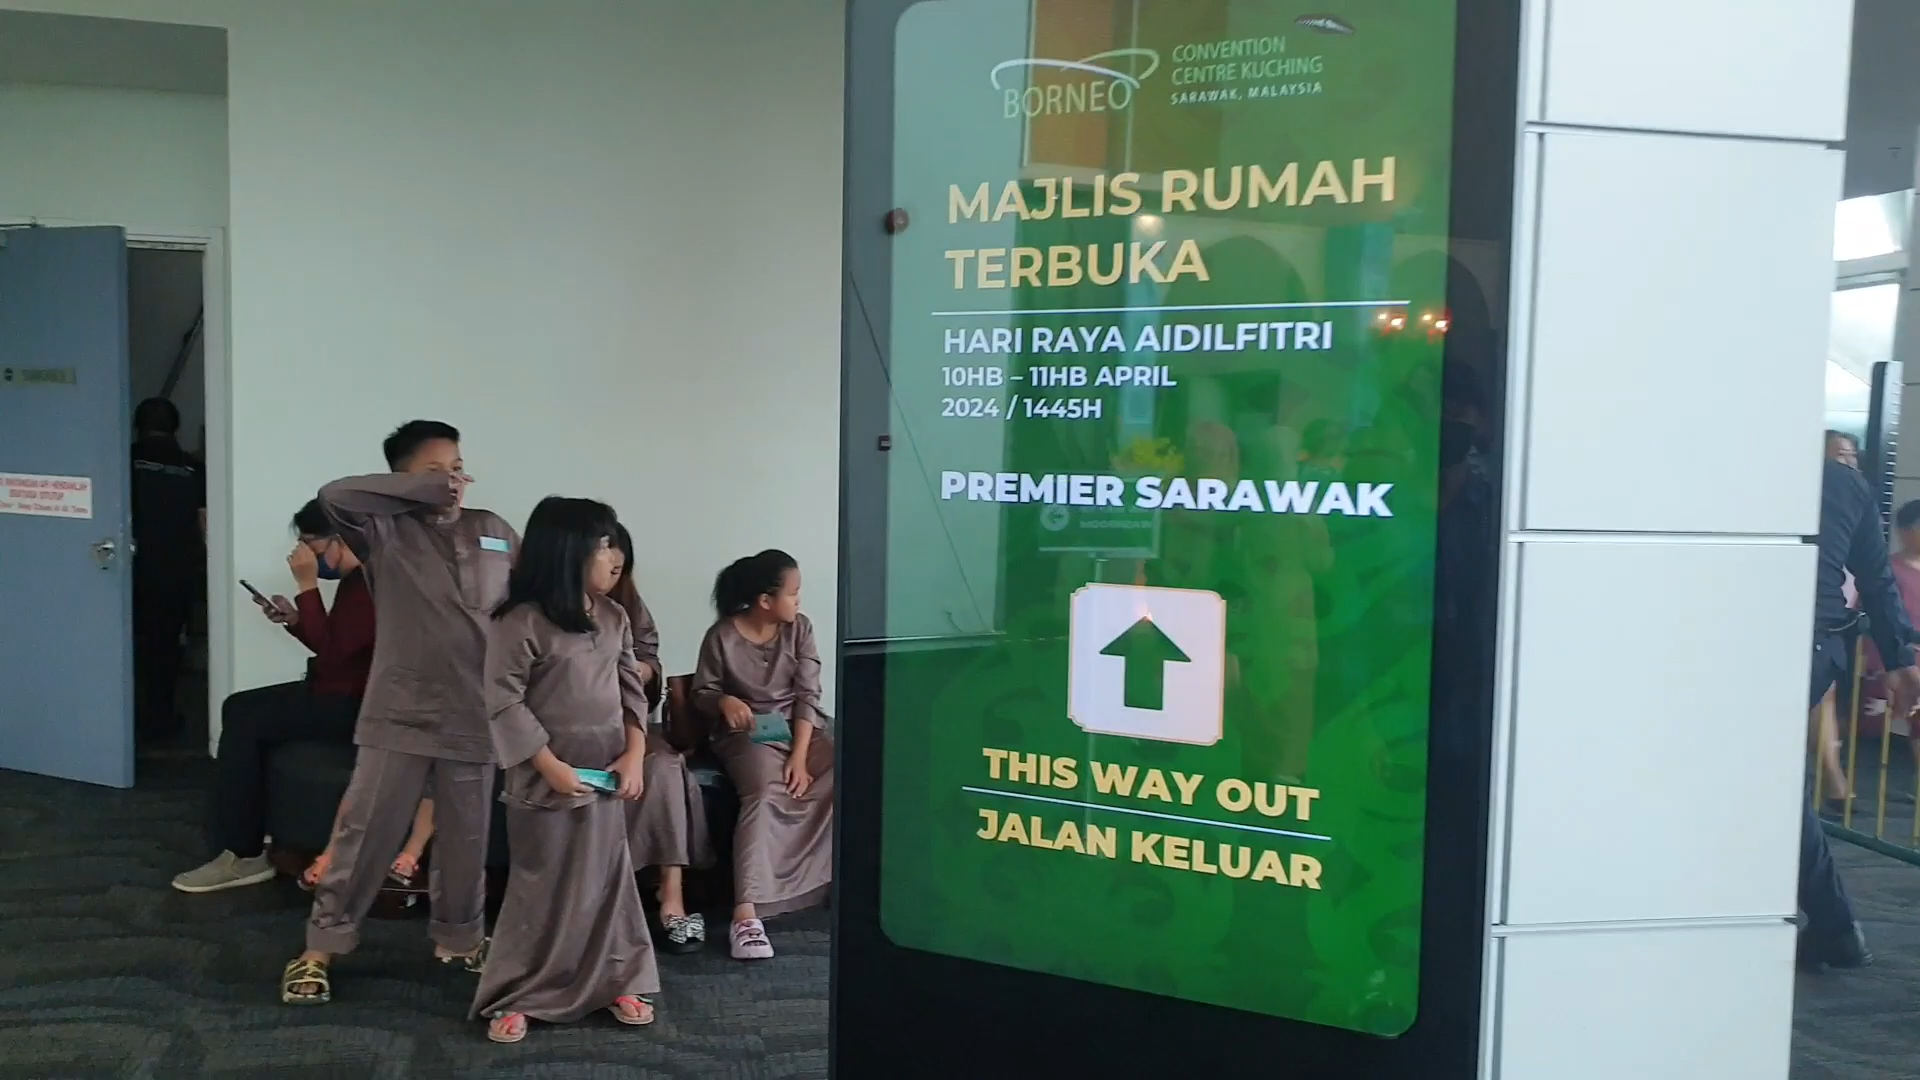 BORNEO
CONVENTION
CENTRE KUCHING
SARAWAK, MALAYSIA
MAJLIS RUMAH
TERBUKA
HARI RAYA AIDILFITRI
10HB – 11HB APRIL
2024 / 1445H
PREMIER SARAWAK
THIS WAY OUT
JALAN KELUAR